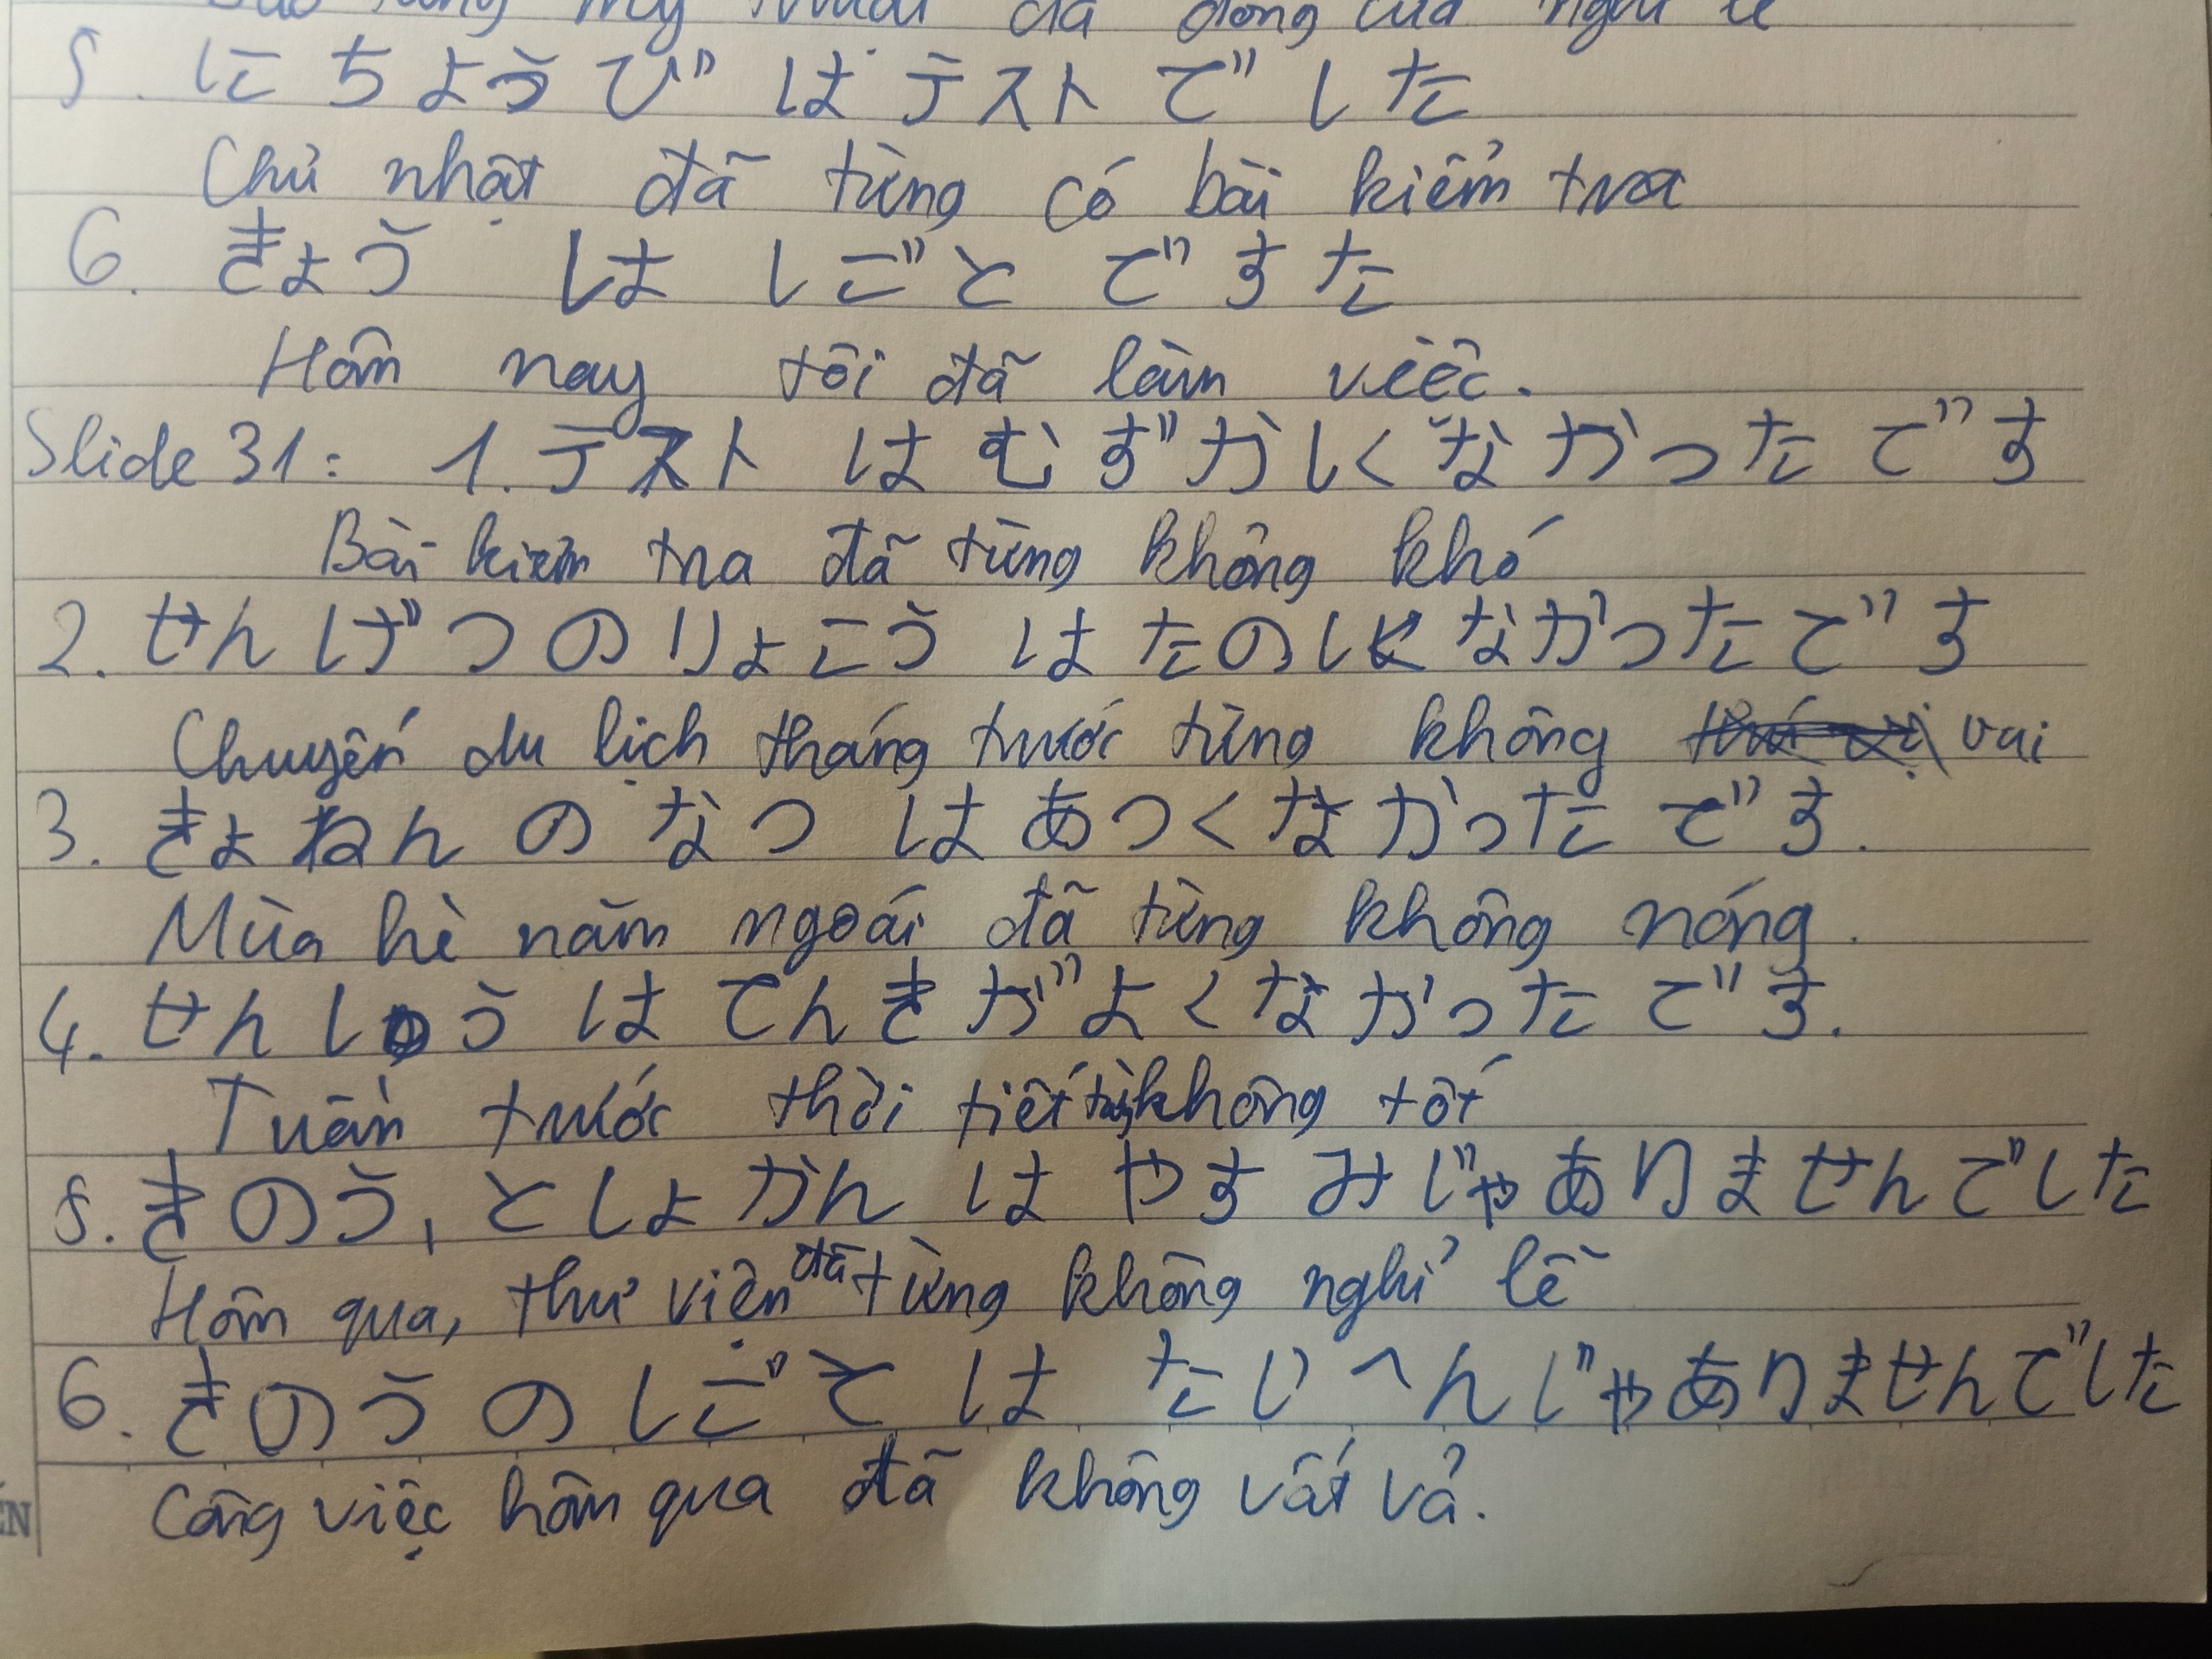 đã đóng cửa nghỉ lễ
5. にちようび はテストでした
Chủ nhật đã từng có bài kiểm tra
6. きょう は しごと ですた
Hôm nay tôi đã làm việc.
Slide 31: 1. テスト は むずかしくなかったです
Bài kiểm tra đã từng không khó
2. せんげつのりょこう はたのしくなかったです
Chuyến du lịch tháng trước từng không vui
3. きょねんのなつ はあつくなかったです.
Mùa hè năm ngoái đã từng không nóng.
4. せんしゅう はてんきがよくなかったです.
Tuần trước thời tiết từng không tốt
5. きのう, としょかん は やすみじゃありませんでした
Hôm qua, thư viện đã từng không nghỉ lễ
6. きのうのしごと は たいへんじゃありませんでした
Công việc hôm qua đã không vất vả.